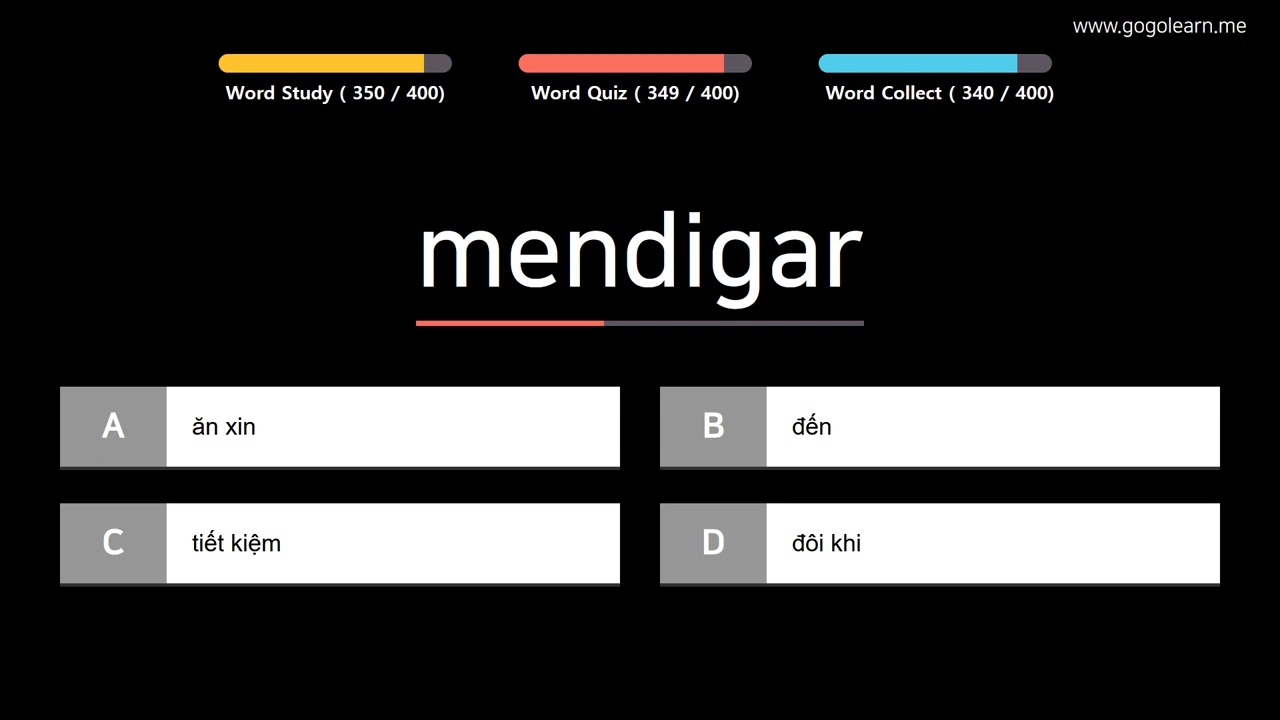 www.gogolearn.me
Word Study ( 350 / 400)
Word Quiz ( 349 / 400)
Word Collect ( 340 / 400)
mendigar
A
ăn xin
B
đến
C
tiết kiệm
D
đôi khi